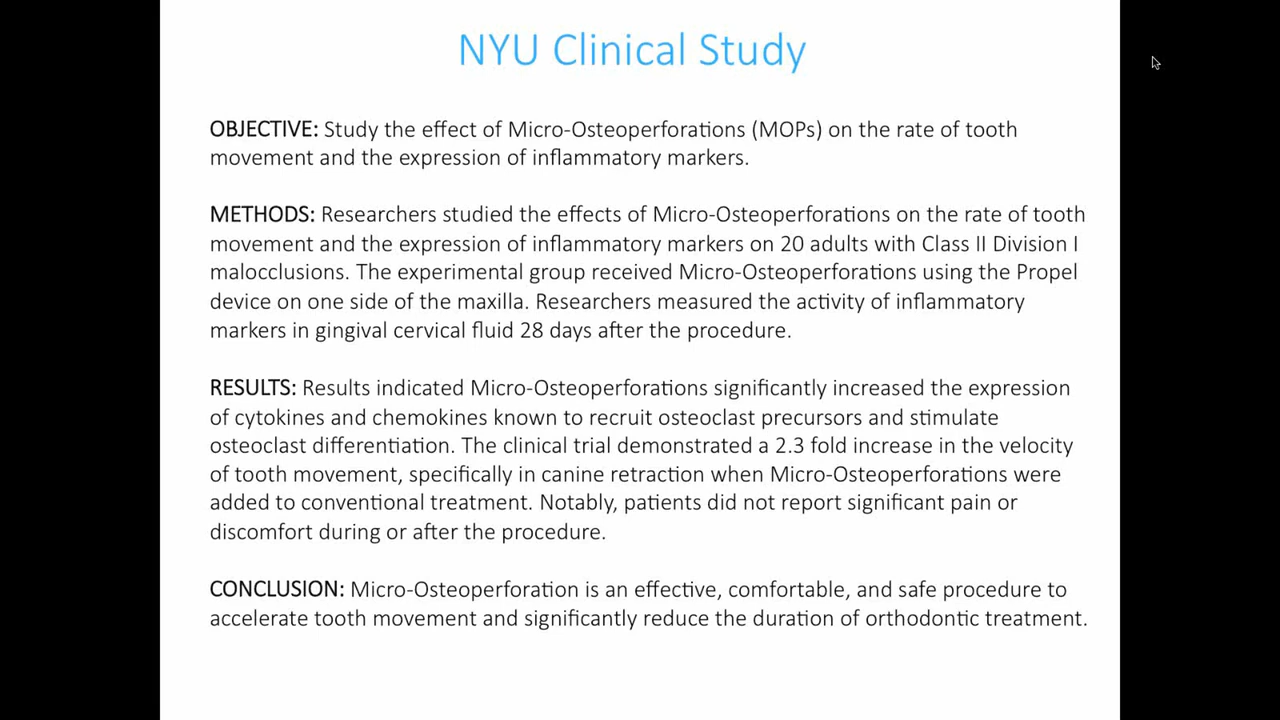 NYU Clinical Study
OBJECTIVE: Study the effect of Micro-Osteoperforations (MOPs) on the rate of tooth
movement and the expression of inflammatory markers.
METHODS: Researchers studied the effects of Micro-Osteoperforations on the rate of tooth
movement and the expression of inflammatory markers on 20 adults with Class II Division I
malocclusions. The experimental group received Micro-Osteoperforations using the Propel
device on one side of the maxilla. Researchers measured the activity of inflammatory
markers in gingival cervical fluid 28 days after the procedure.
RESULTS: Results indicated Micro-Osteoperforations significantly increased the expression
of cytokines and chemokines known to recruit osteoclast precursors and stimulate
osteoclast differentiation. The clinical trial demonstrated a 2.3 fold increase in the velocity
of tooth movement, specifically in canine retraction when Micro-Osteoperforations were
added to conventional treatment. Notably, patients did not report significant pain or
discomfort during or after the procedure.
CONCLUSION: Micro-Osteoperforation is an effective, comfortable, and safe procedure to
accelerate tooth movement and significantly reduce the duration of orthodontic treatment.